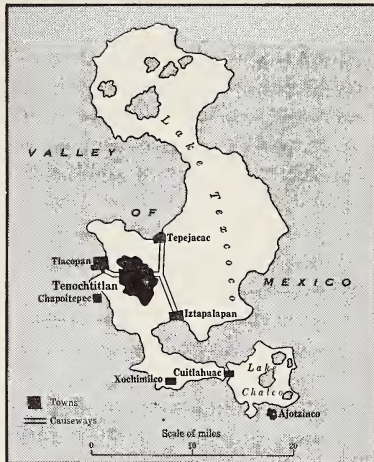 Lake Tescoco
VALLEY
OF
MEXICO
Tepejacac
Tlacopan
Tenochtitlan
Chapoltepec
Iztapalapan
Cuitlahuac
Xochimilco
Lake
Chalco
Ajotzinco
Towns
Causeways
Scale of miles
0 10 20